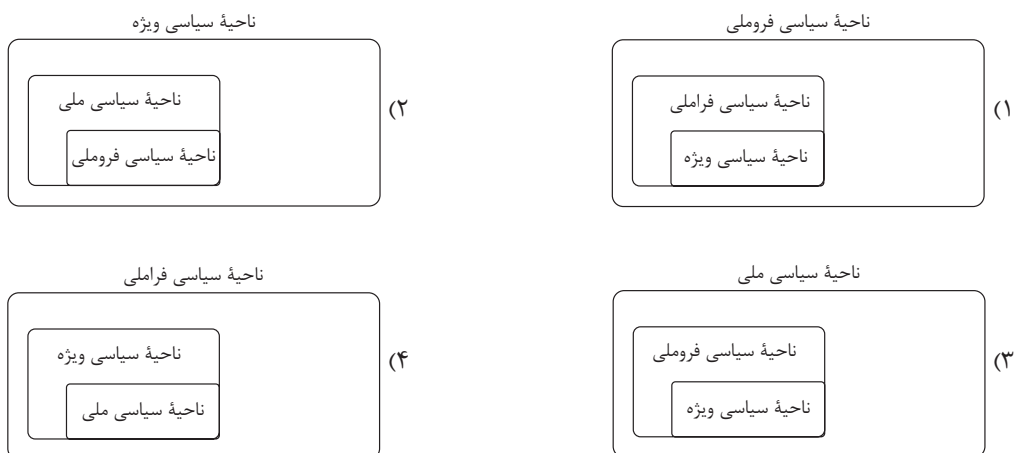 ناحیهٔ سیاسی فروملی
۱)
ناحیهٔ سیاسی فراملی
ناحیهٔ سیاسی ویژه
ناحیهٔ سیاسی ویژه
۲)
ناحیهٔ سیاسی ملی
ناحیهٔ سیاسی فروملی
ناحیهٔ سیاسی ملی
۳)
ناحیهٔ سیاسی فروملی
ناحیهٔ سیاسی ویژه
ناحیهٔ سیاسی فراملی
۴)
ناحیهٔ سیاسی ویژه
ناحیهٔ سیاسی ملی